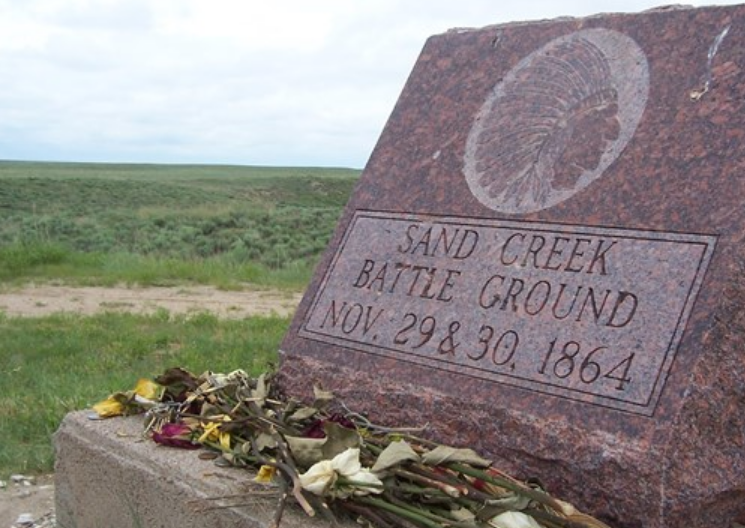 SAND CREEK
BATTLE GROUND
NOV. 29 & 30, 1864